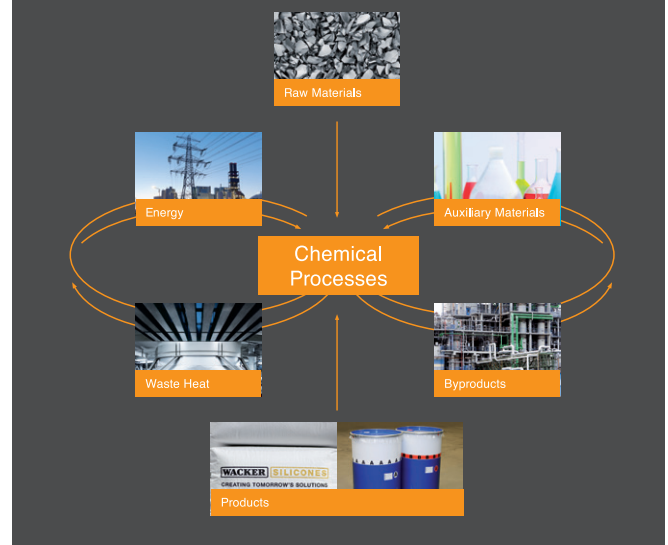 Raw Materials
Energy
Auxiliary Materials
Chemical
Processes
Waste Heat
Byproducts
WACKER SILICONES
CREATING TOMORROW'S SOLUTIONS
Products